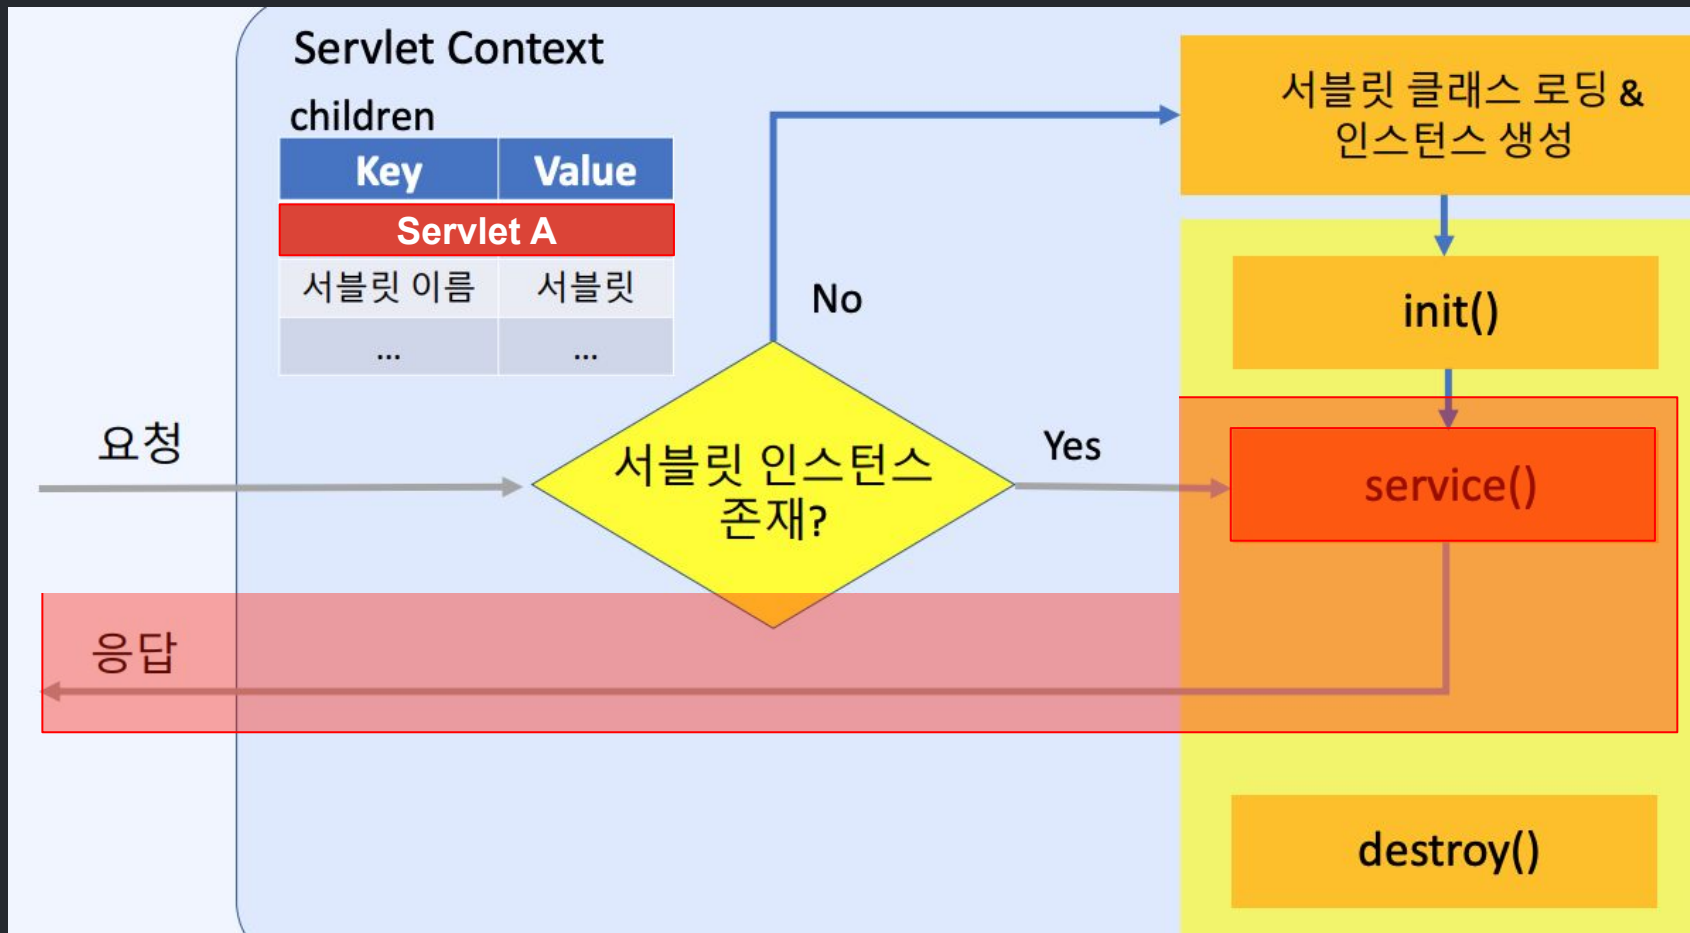 Servlet Context
children
Key Value
Servlet A
서블릿 이름 서블릿
... ...
요청
서블릿 인스턴스
존재?
No
Yes
서블릿 클래스 로딩 &
인스턴스 생성
init()
service()
응답
destroy()